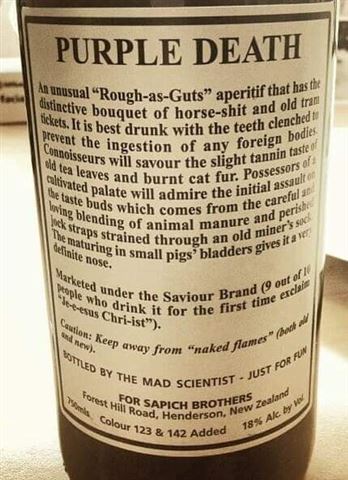 PURPLE DEATH
An unusual “Rough-as-Guts” aperitif that has the
distinctive bouquet of horse-shit and old tram
tickets. It is best drunk with the teeth clenched to
prevent the ingestion of any foreign bodies.
Connoisseurs will savour the slight tannin taste of
old tea leaves and burnt cat fur. Possessors of a
cultivated palate will admire the initial assault on
the taste buds which comes from the careful and
loving blending of animal manure and perished
jock straps strained through an old miner's sock.
The maturing in small pigs' bladders gives it a very
definite nose.
Marketed under the Saviour Brand (9 out of 10
people who drink it for the first time exclaim
“Je-e-esus Chri-ist”).
Caution: Keep away from “naked flames” (both old
and new).
BOTTLED BY THE MAD SCIENTIST - JUST FOR FUN
FOR SAPICH BROTHERS
Forest Hill Road, Henderson, New Zealand
750mls Colour 123 & 142 Added 18% Alc. by Vol.